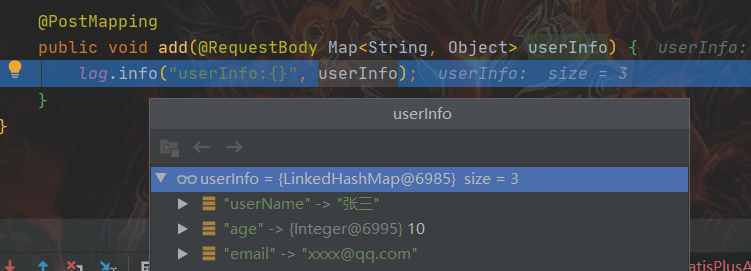 @PostMapping
public void add(@RequestBody Map<String, Object> userInfo) {  userInfo:
log.info("userInfo:{}", userInfo);  userInfo:  size = 3
}
}
userInfo
userInfo = {LinkedHashMap@6985}  size = 3
"userName" -> "张三"
"age" -> {Integer@6995} 10
"email" -> "xxxx@qq.com"
atisPlusA